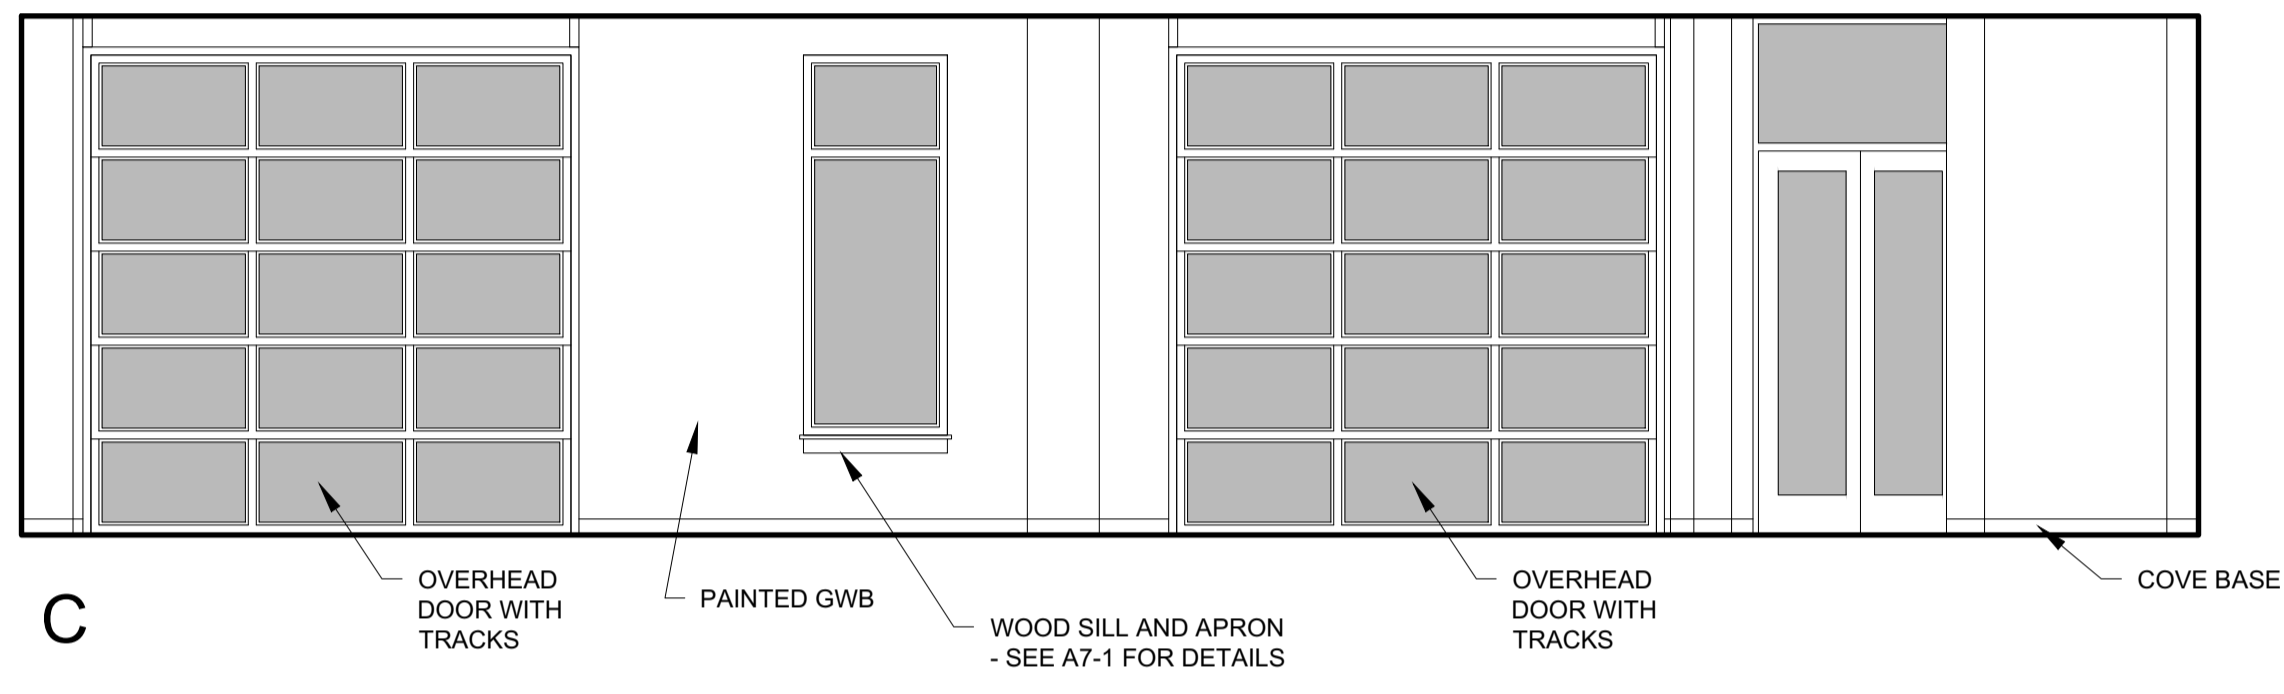 C
OVERHEAD
DOOR WITH
TRACKS
PAINTED GWB
WOOD SILL AND APRON
- SEE A7-1 FOR DETAILS
OVERHEAD
DOOR WITH
TRACKS
COVE BASE